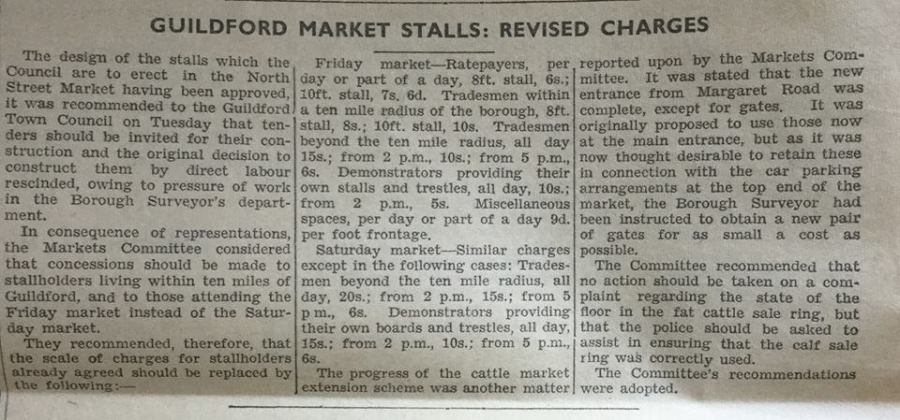 GUILDFORD MARKET STALLS: REVISED CHARGES
The design of the stalls which the
Council are to erect in the North
Street Market having been approved,
it was recommended to the Guildford
Town Council on Tuesday that ten-
ders should be invited for their con-
struction and the original decision to
construct them by direct labour
rescinded, owing to pressure of work
in the Borough Surveyor's depart-
ment.
In consequence of representations,
the Markets Committee considered
that concessions should be made to
stallholders living within ten miles of
Guildford, and to those attending the
Friday market instead of the Satur-
day market.
They recommended, therefore, that
the scale of charges for stallholders
already agreed should be replaced by
the following:—
Friday market—Ratepayers, per
day or part of a day, 8ft. stall, 6s.;
10ft. stall, 7s. 6d. Tradesmen within
a ten mile radius of the borough, 8ft.
stall, 8s.; 10ft. stall, 10s. Tradesmen
beyond the ten mile radius, all day
15s.; from 2 p.m., 10s.; from 5 p.m.,
6s. Demonstrators providing their
own stalls and trestles, all day, 10s.;
from 2 p.m., 5s. Miscellaneous
spaces, per day or part of a day 9d.
per foot frontage.
Saturday market—Similar charges
except in the following cases: Trades-
men beyond the ten mile radius, all
day, 20s.; from 2 p.m., 15s.; from 5
p m., 6s. Demonstrators providing
their own boards and trestles, all day,
15s.; from 2 p.m., 10s.; from 5 p.m.,
6s.
The progress of the cattle market
extension scheme was another matter
reported upon by the Markets Com-
mittee. It was stated that the new
entrance from Margaret Road was
complete, except for gates. It was
originally proposed to use those now
at the main entrance, but as it was
now thought desirable to retain these
in connection with the car parking
arrangements at the top end of the
market, the Borough Surveyor had
been instructed to obtain a new pair
of gates for as small a cost as
possible.
The Committee recommended that
no action should be taken on a com-
plaint regarding the state of the
floor in the fat cattle sale ring, but
that the police should be asked to
assist in ensuring that the calf sale
ring was correctly used.
The Committee's recommendations
were adopted.